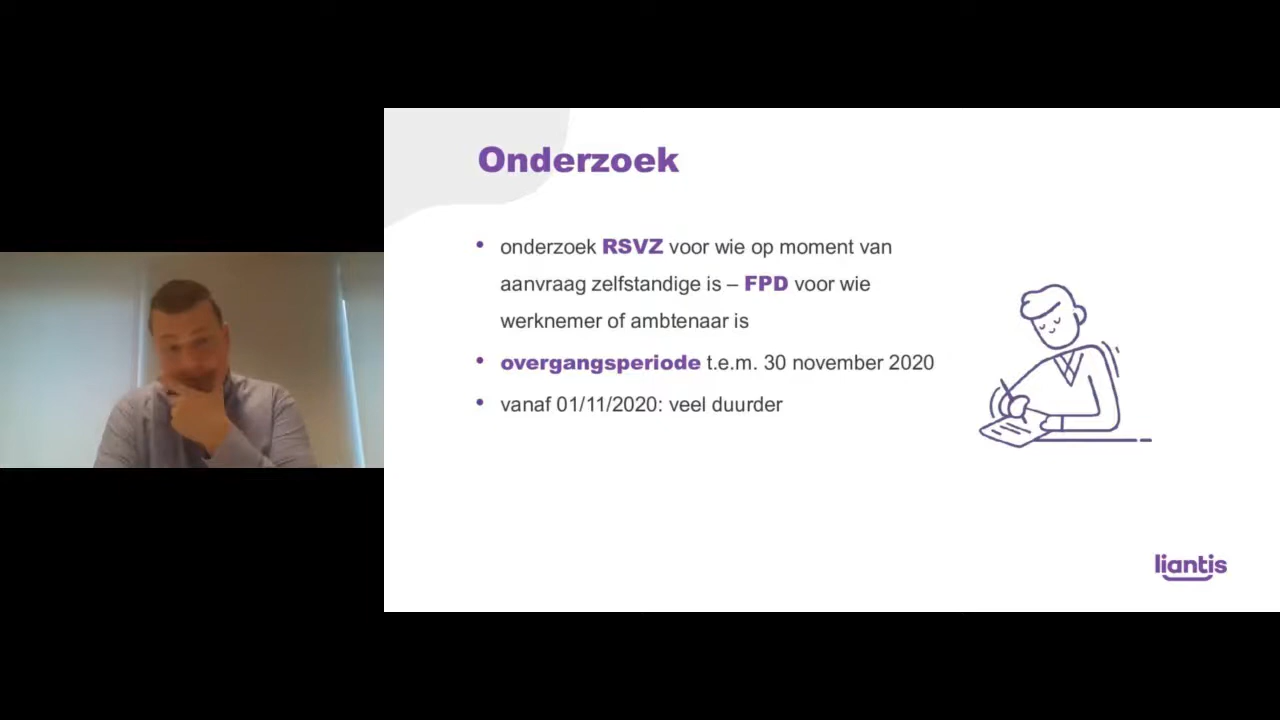 Onderzoek
• onderzoek RSVZ voor wie op moment van
aanvraag zelfstandige is – FPD voor wie
werknemer of ambtenaar is
• overgangsperiode t.e.m. 30 november 2020
• vanaf 01/11/2020: veel duurder
liantis